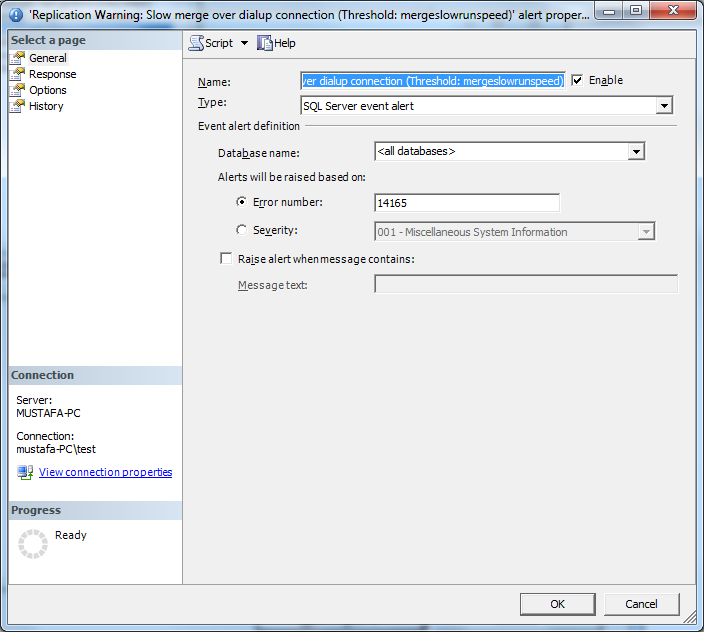 'Replication Warning: Slow merge over dialup connection (Threshold: mergeslowrunspeed)' alert proper...
Select a page
General
Response
Options
History
Script
Help
Name:
ver dialup connection (Threshold: mergeslowrunspeed)
Enable
Type:
SQL Server event alert
Event alert definition
Database name:
<all databases>
Alerts will be raised based on:
Error number:
14165
Severity:
001 - Miscellaneous System Information
Raise alert when message contains:
Message text:
Connection
Server:
MUSTAFA-PC
Connection:
mustafa-PC\test
View connection properties
Progress
Ready
OK
Cancel